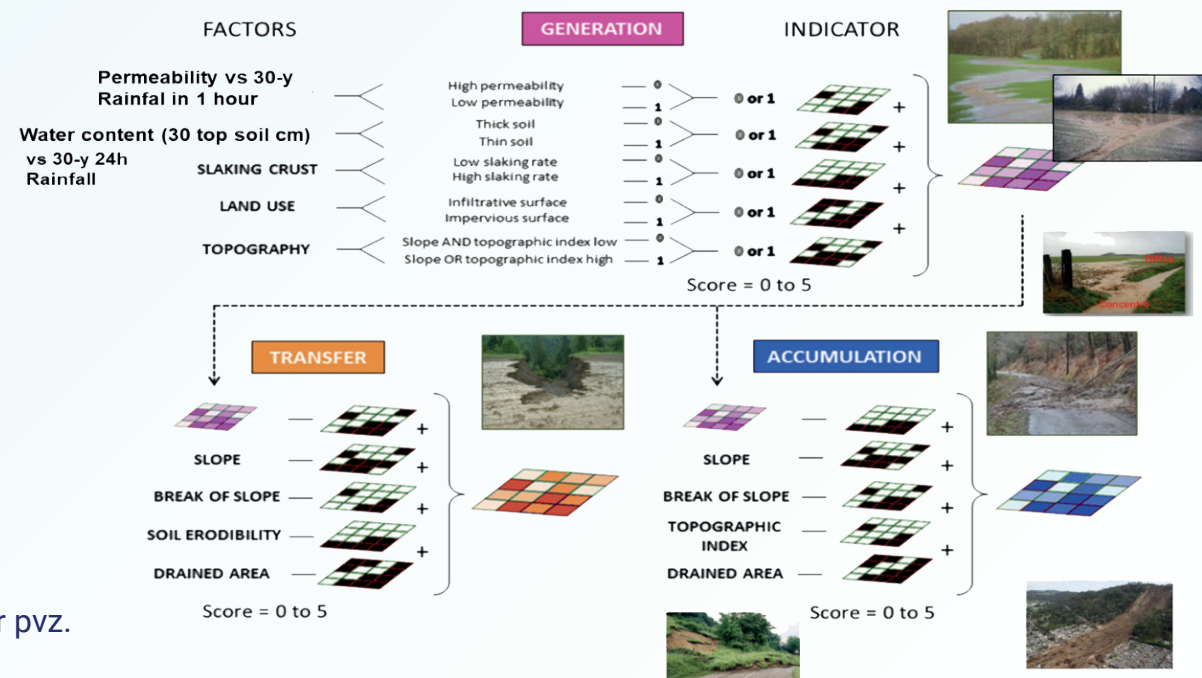 FACTORS
GENERATION
INDICATOR
Permeability vs 30-y
Rainfal in 1 hour
High permeability
0
Low permeability
1
0 or 1
+
Water content (30 top soil cm)
vs 30-y 24h
Rainfall
Thick soil
0
Thin soil
1
0 or 1
+
SLAKING CRUST
Low slaking rate
0
High slaking rate
1
0 or 1
+
LAND USE
Infiltrative surface
0
Impervious surface
1
0 or 1
+
TOPOGRAPHY
Slope AND topographic index low
0
Slope OR topographic index high
1
0 or 1
Score = 0 to 5
TRANSFER
+
SLOPE
+
BREAK OF SLOPE
+
SOIL ERODIBILITY
+
DRAINED AREA
Score = 0 to 5
ACCUMULATION
+
SLOPE
+
BREAK OF SLOPE
+
TOPOGRAPHIC
INDEX
+
DRAINED AREA
Score = 0 to 5
r pvz.